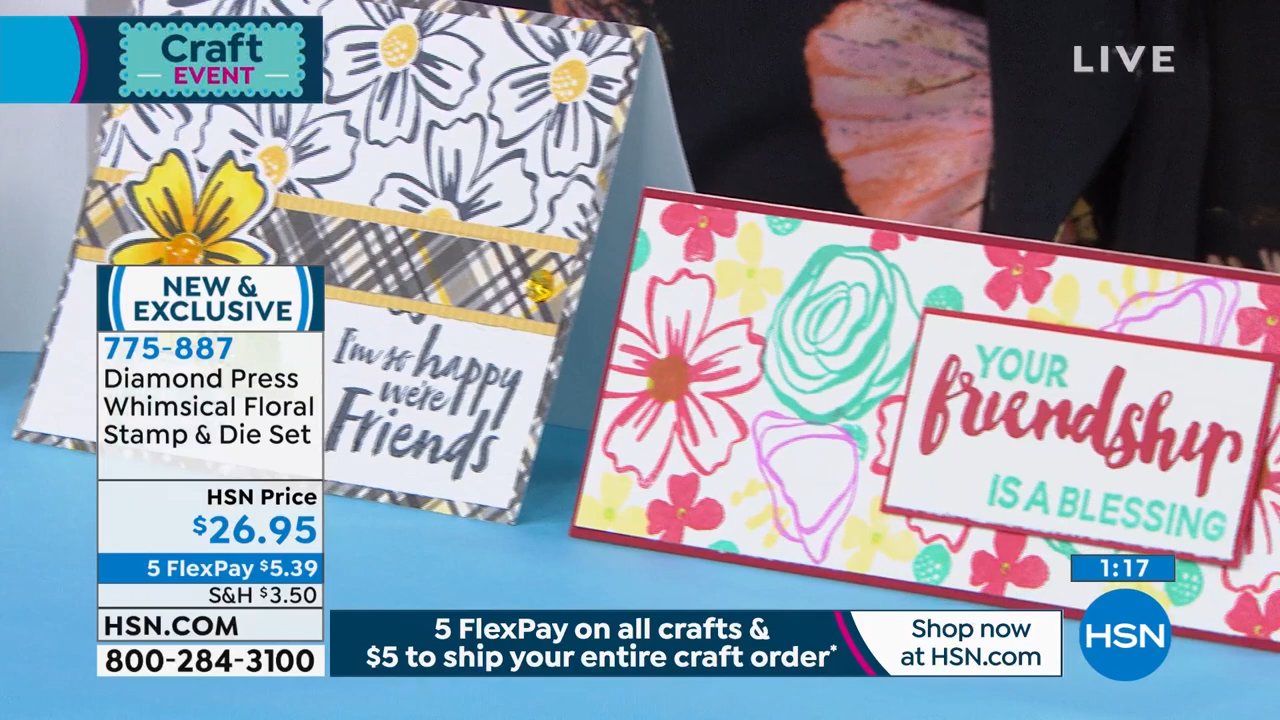 Craft
EVENT
LIVE
NEW &
EXCLUSIVE
775-887
Diamond Press
Whimsical Floral
Stamp & Die Set
HSN Price
$26.95
5 FlexPay $5.39
S&H $3.50
HSN.COM
800-284-3100
I'm so happy
we're
Friends
YOUR
friendship
IS A BLESSING
1:17
5 FlexPay on all crafts &
$5 to ship your entire craft order*
Shop now
at HSN.com
HSN